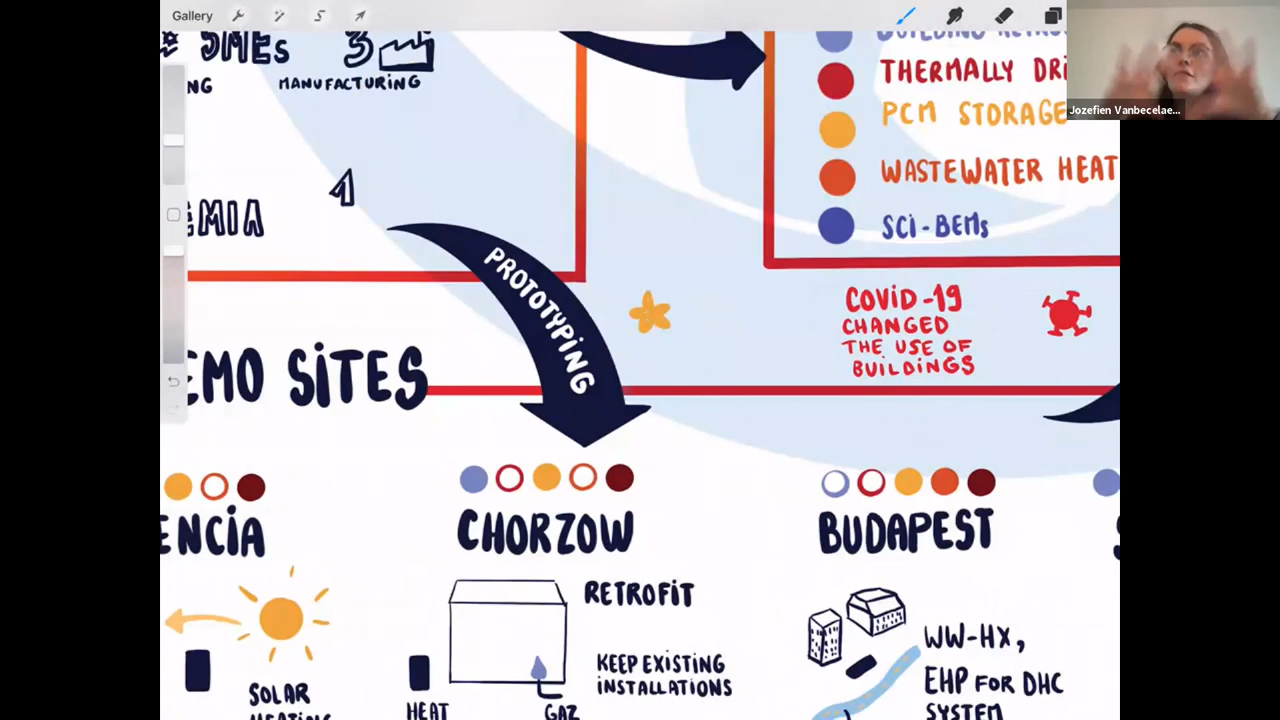 Gallery
SMEs
3
NG
MANUFACTURING
1
EMIA
THERMALLY DRI
PCM STORAGE
WASTEWATER HEAT
SCi-BEMs
Jozefien Vanbecelae...
PROTOTYPING
COViD-19
CHANGED
THE USE OF
BUiLDiNGS
EMO SiTES
ENCiA
CHORZOW
BUDAPEST
RETROFiT
KEEP EXISTING
iNSTALLATiONS
SOLAR
HEAT
GAZ
WW-HX,
EHP FOR DHC
SYSTEM